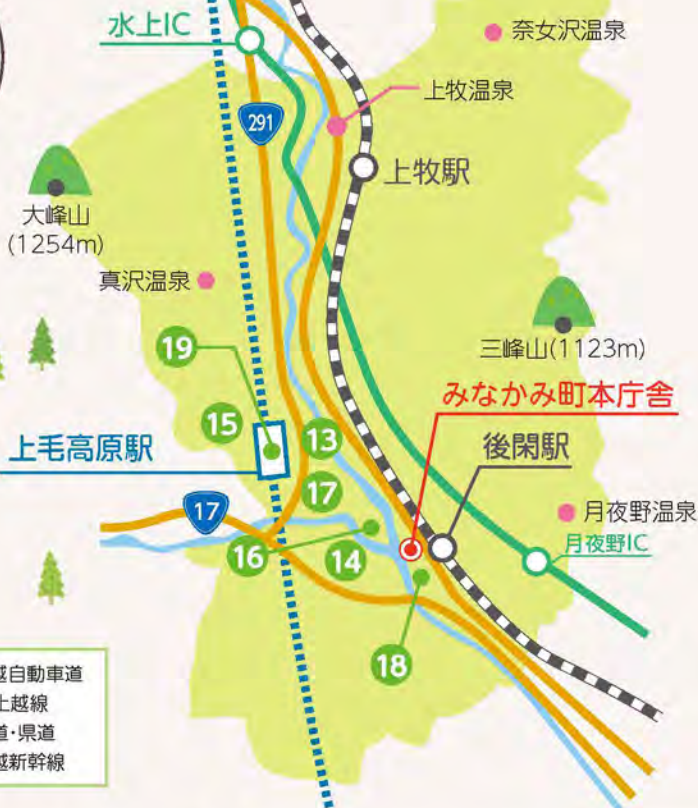 水上IC
奈女沢温泉
上牧温泉
291
上牧駅
大峰山
(1254m)
真沢温泉
三峰山(1123m)
19
みなかみ町本庁舎
15
13
上毛高原駅
後閑駅
17
17
月夜野温泉
16
14
月夜野IC
18
越自動車道
上越線
道・県道
越新幹線